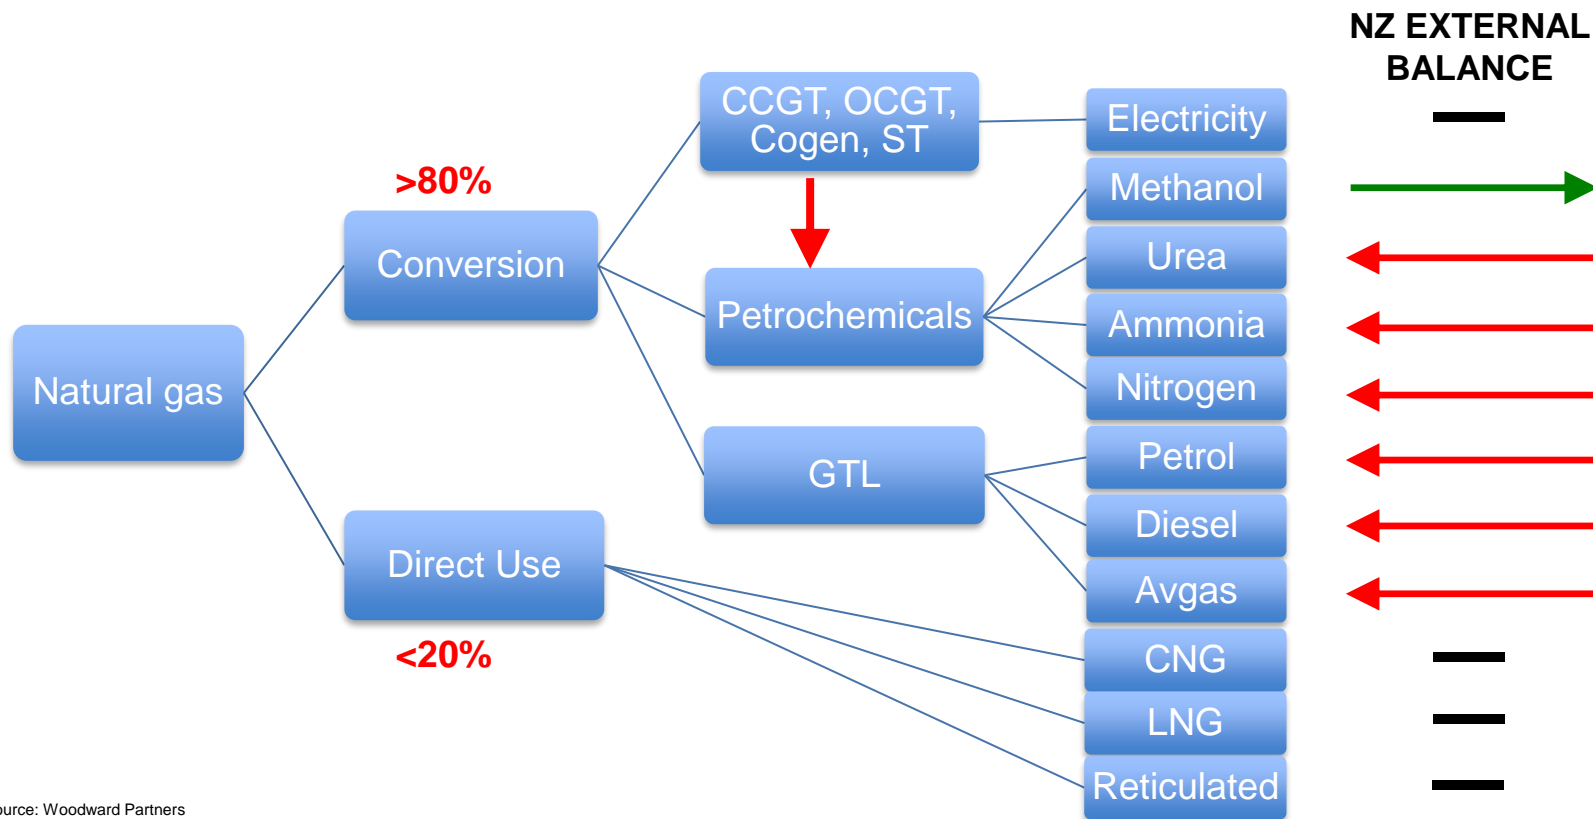 NZ EXTERNAL
BALANCE
CCGT, OCGT,
Cogen, ST
Electricity
>80%
Methanol
Conversion
Urea
Petrochemicals
Ammonia
Natural gas
Nitrogen
GTL
Petrol
Diesel
Direct Use
Avgas
<20%
CNG
LNG
Reticulated
ource: Woodward Partners